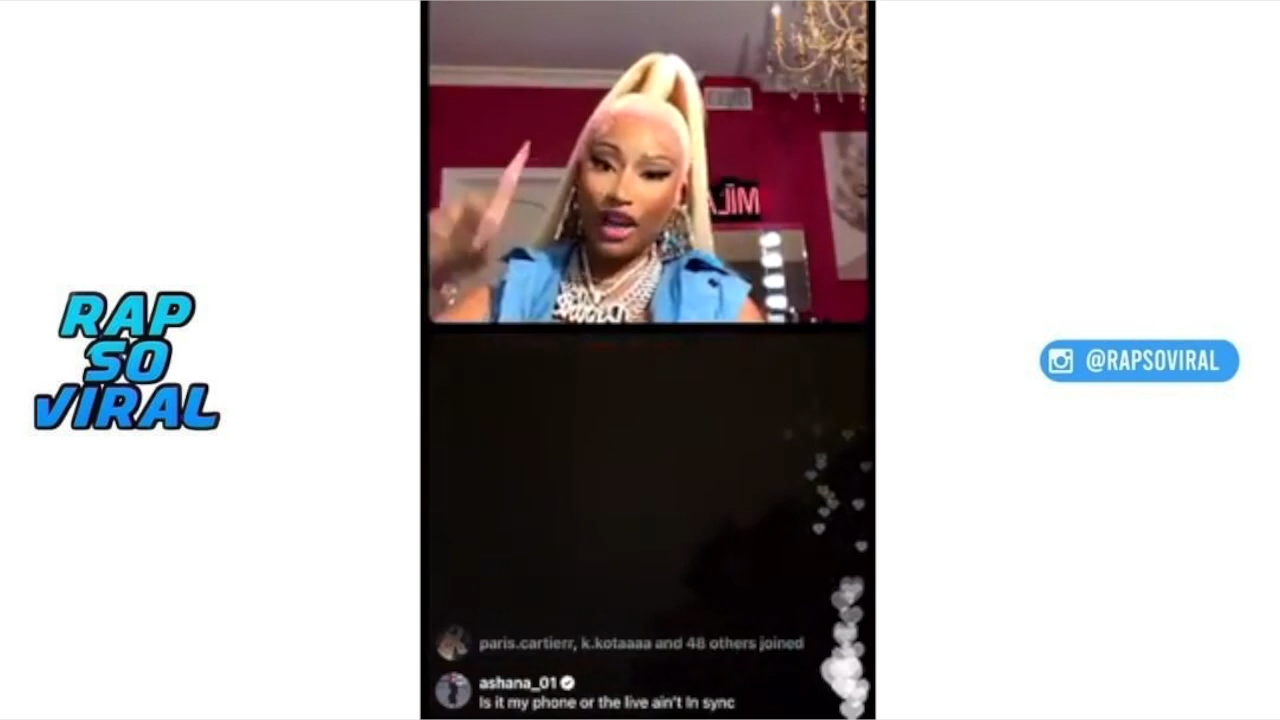 RAP
SO
VIRAL
@RAPSOVIRAL
paris.cartierr, k.kotaaaa and 48 others joined
ashana_01
Is it my phone or the live ain't In sync